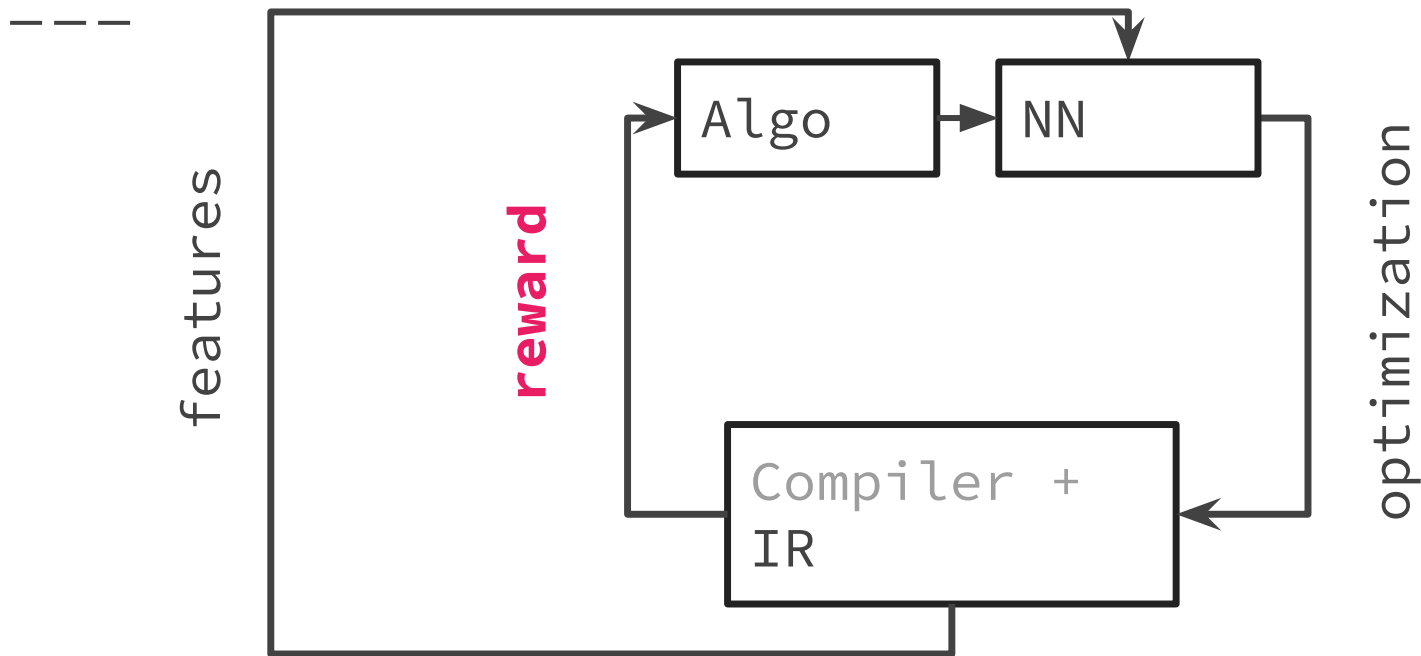 Algo
NN
features
reward
optimization
Compiler +
IR